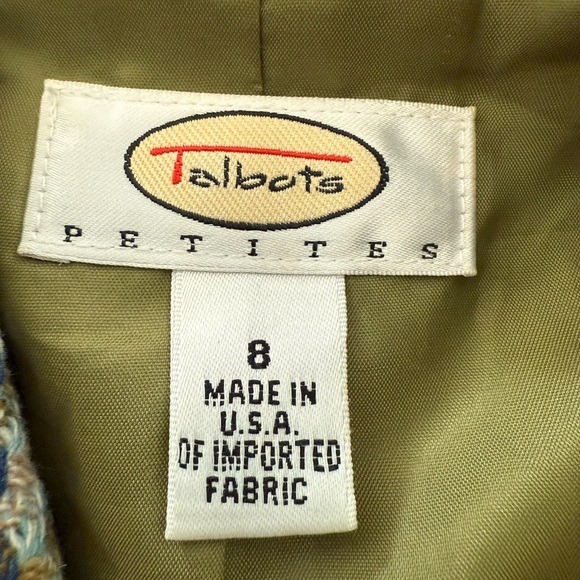 Talbots
PETITES
8
MADE IN
U.S.A.
OF IMPORTED
FABRIC